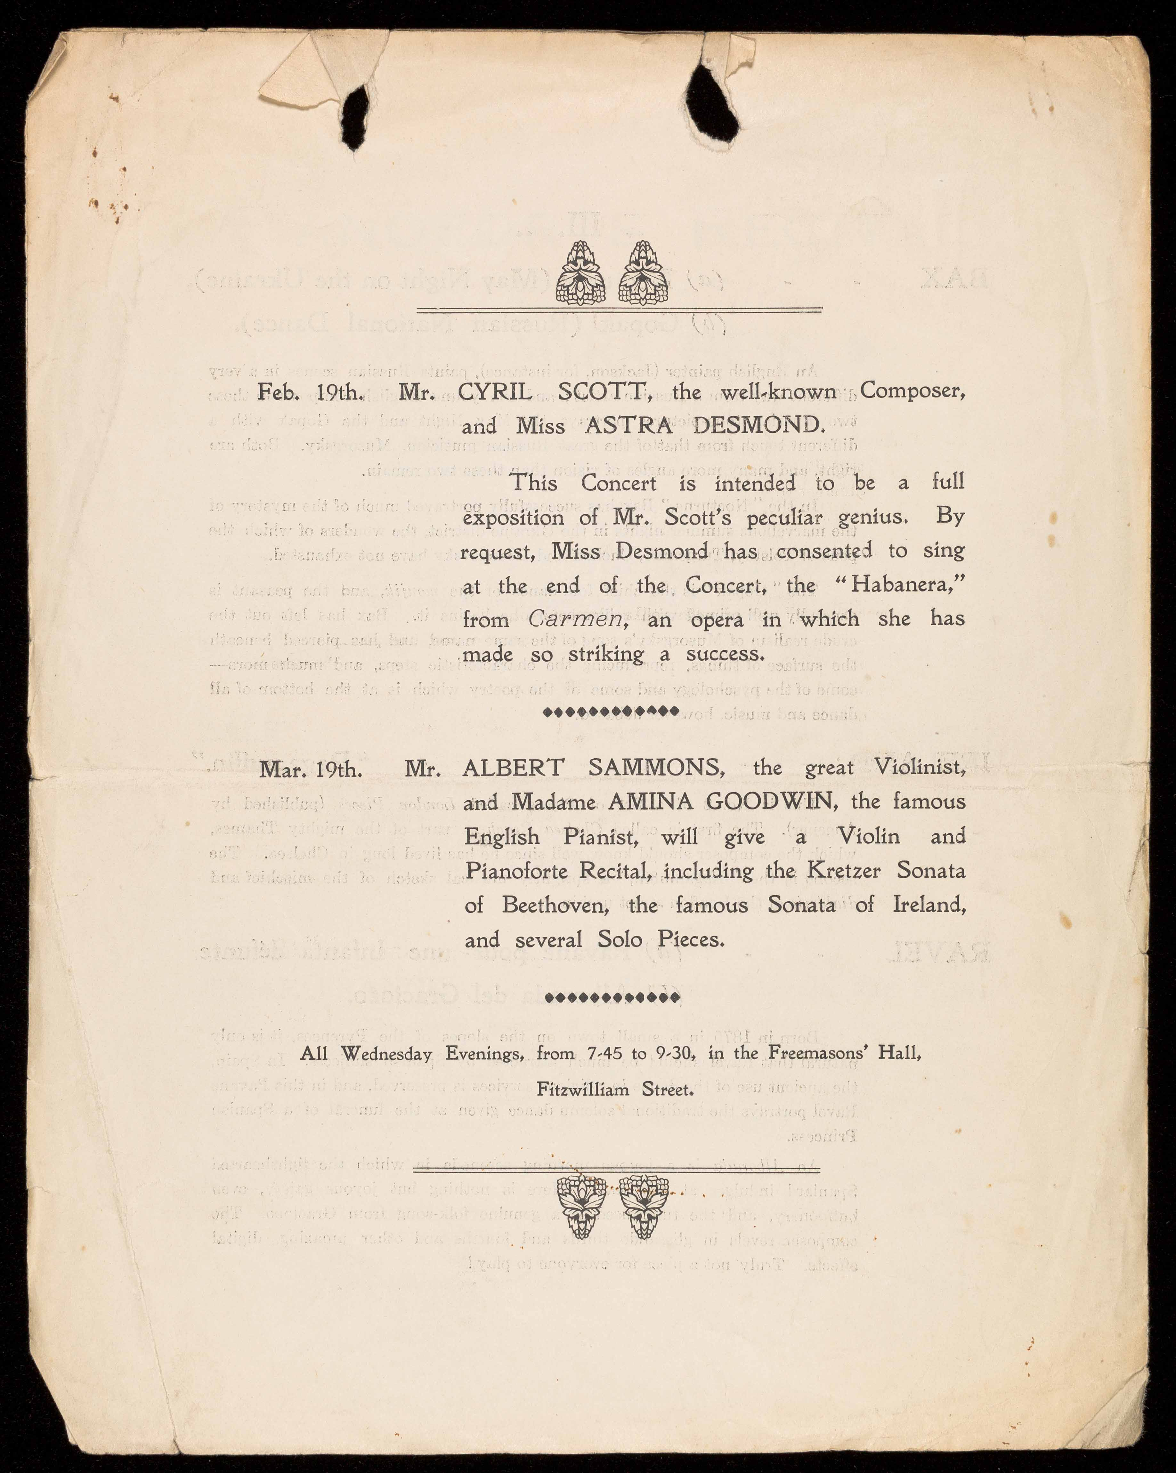 Feb. 19th. Mr. CYRIL SCOTT, the well-known Composer,
and Miss ASTRA DESMOND.
This Concert is intended to be a full
exposition of Mr. Scott's peculiar genius. By
request, Miss Desmond has consented to sing
at the end of the Concert, the "Habanera,"
from Carmen, an opera in which she has
made so striking a success.
Mar. 19th. Mr. ALBERT SAMMONS, the great Violinist,
and Madame AMINA GOODWIN, the famous
English Pianist, will give a Violin and
Pianoforte Recital, including the Kretzer Sonata
of Beethoven, the famous Sonata of Ireland,
and several Solo Pieces.
All Wednesday Evenings, from 7-45 to 9-30, in the Freemasons' Hall,
Fitzwilliam Street.